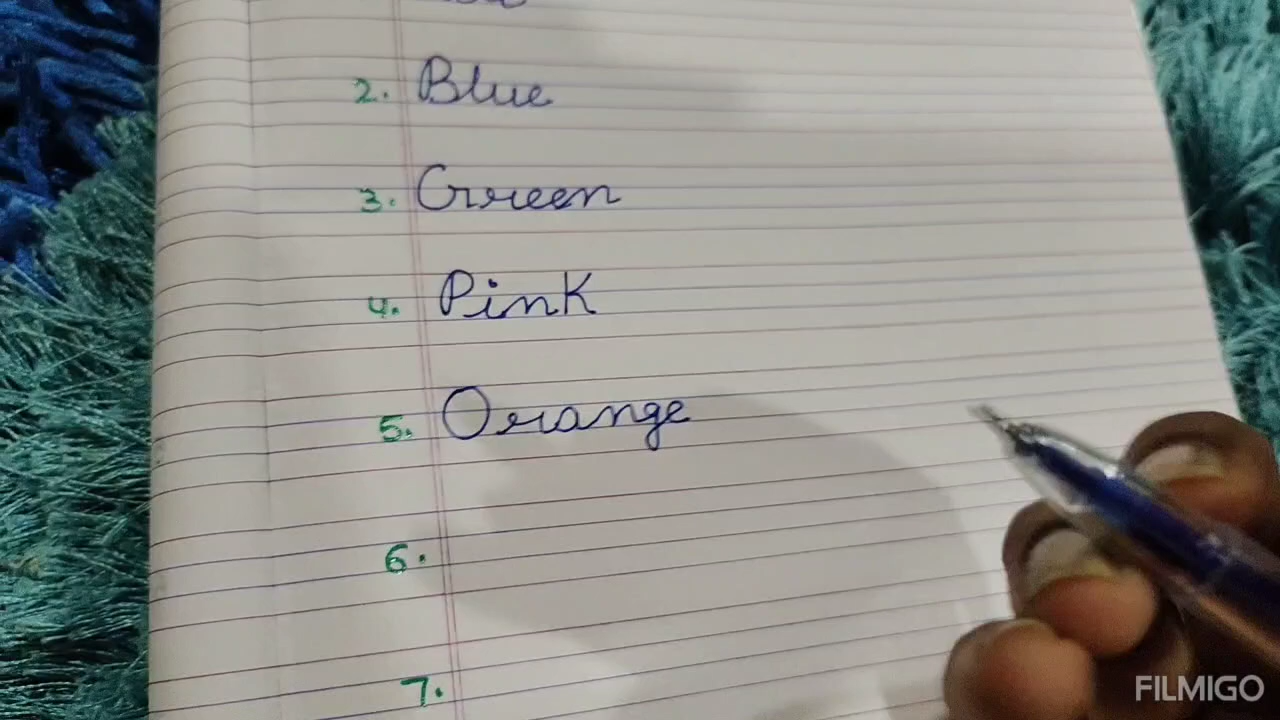 2. Blue
3. Green
4. Pink
5. Orange
6.
7.
FILMIGO